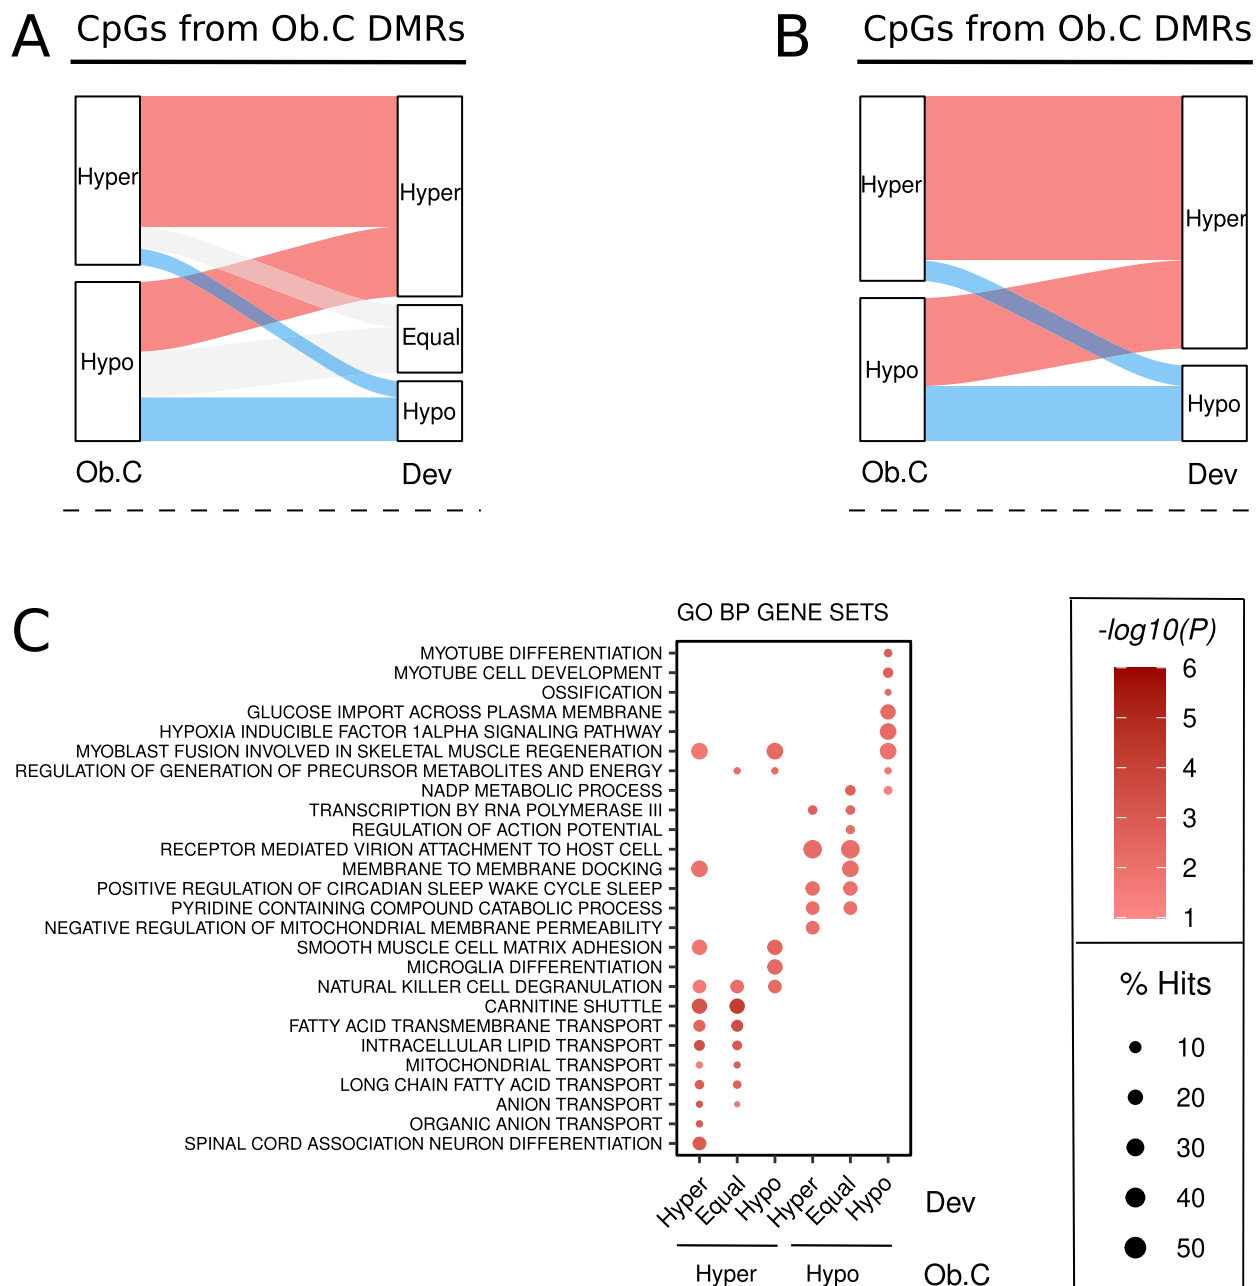 A
CpGs from Ob.C DMRs
Hyper
Hypo
Hyper
Equal
Hypo
Ob.C
Dev
B
CpGs from Ob.C DMRs
Hyper
Hypo
Hyper
Hypo
Ob.C
Dev
C
GO BP GENE SETS
MYOTUBE DIFFERENTIATION
MYOTUBE CELL DEVELOPMENT
OSSIFICATION
GLUCOSE IMPORT ACROSS PLASMA MEMBRANE
HYPOXIA INDUCIBLE FACTOR 1ALPHA SIGNALING PATHWAY
MYOBLAST FUSION INVOLVED IN SKELETAL MUSCLE REGENERATION
REGULATION OF GENERATION OF PRECURSOR METABOLITES AND ENERGY
NADP METABOLIC PROCESS
TRANSCRIPTION BY RNA POLYMERASE III
REGULATION OF ACTION POTENTIAL
RECEPTOR MEDIATED VIRION ATTACHMENT TO HOST CELL
MEMBRANE TO MEMBRANE DOCKING
POSITIVE REGULATION OF CIRCADIAN SLEEP WAKE CYCLE SLEEP
PYRIDINE CONTAINING COMPOUND CATABOLIC PROCESS
NEGATIVE REGULATION OF MITOCHONDRIAL MEMBRANE PERMEABILITY
SMOOTH MUSCLE CELL MATRIX ADHESION
MICROGLIA DIFFERENTIATION
NATURAL KILLER CELL DEGRANULATION
CARNITINE SHUTTLE
FATTY ACID TRANSMEMBRANE TRANSPORT
INTRACELLULAR LIPID TRANSPORT
MITOCHONDRIAL TRANSPORT
LONG CHAIN FATTY ACID TRANSPORT
ANION TRANSPORT
ORGANIC ANION TRANSPORT
SPINAL CORD ASSOCIATION NEURON DIFFERENTIATION
Hyper
Equal
Hypo
Hyper
Equal
Hypo
Dev
Hyper
Hypo
Ob.C
-log10(P)
6
5
4
3
2
1
% Hits
10
20
30
40
50